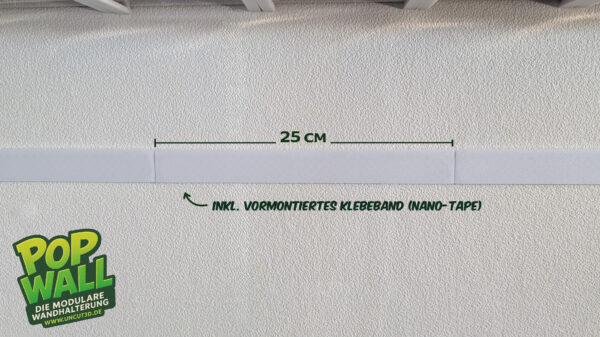 25 CM
INKL. VORMONTIERTES KLEBEBAND (NANO-TAPE)
POP
WALL
DIE MODULARE
WANDHALTERUNG
WWW.UNCUT3D.DE